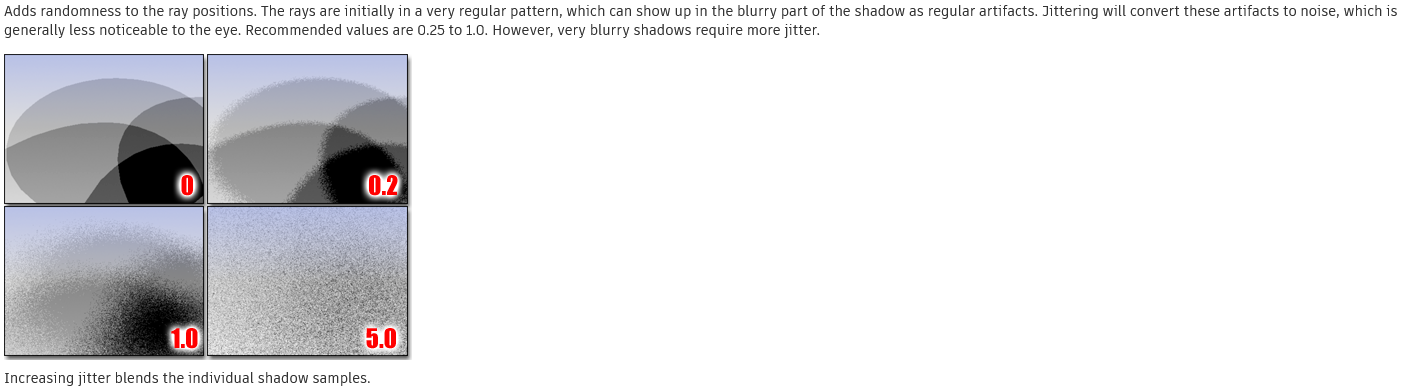 Adds randomness to the ray positions. The rays are initially in a very regular pattern, which can show up in the blurry part of the shadow as regular artifacts. Jittering will convert these artifacts to noise, which is
generally less noticeable to the eye. Recommended values are 0.25 to 1.0. However, very blurry shadows require more jitter.
0
0.2
1.0
5.0
Increasing jitter blends the individual shadow samples.